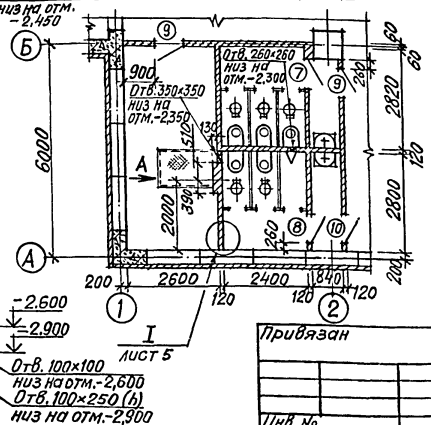 низ на отм.
-2,450
9
60
Б
Отв. 260×260
низ на
отм.-2,300
7
9
260
60
900
Отв. 350×350
низ на
отм.-2,350
2820
6000
510
130
120
А
390
2000
2800
8
10
260
А
200
2600
2400
840
200
120
120
120
1
2
I
лист 5
-2.600
-2.900
Отв. 100×100
низ на отм.-2,600
Отв. 100×250 (h)
низ на отм.-2,900
Привязан
Инв. №